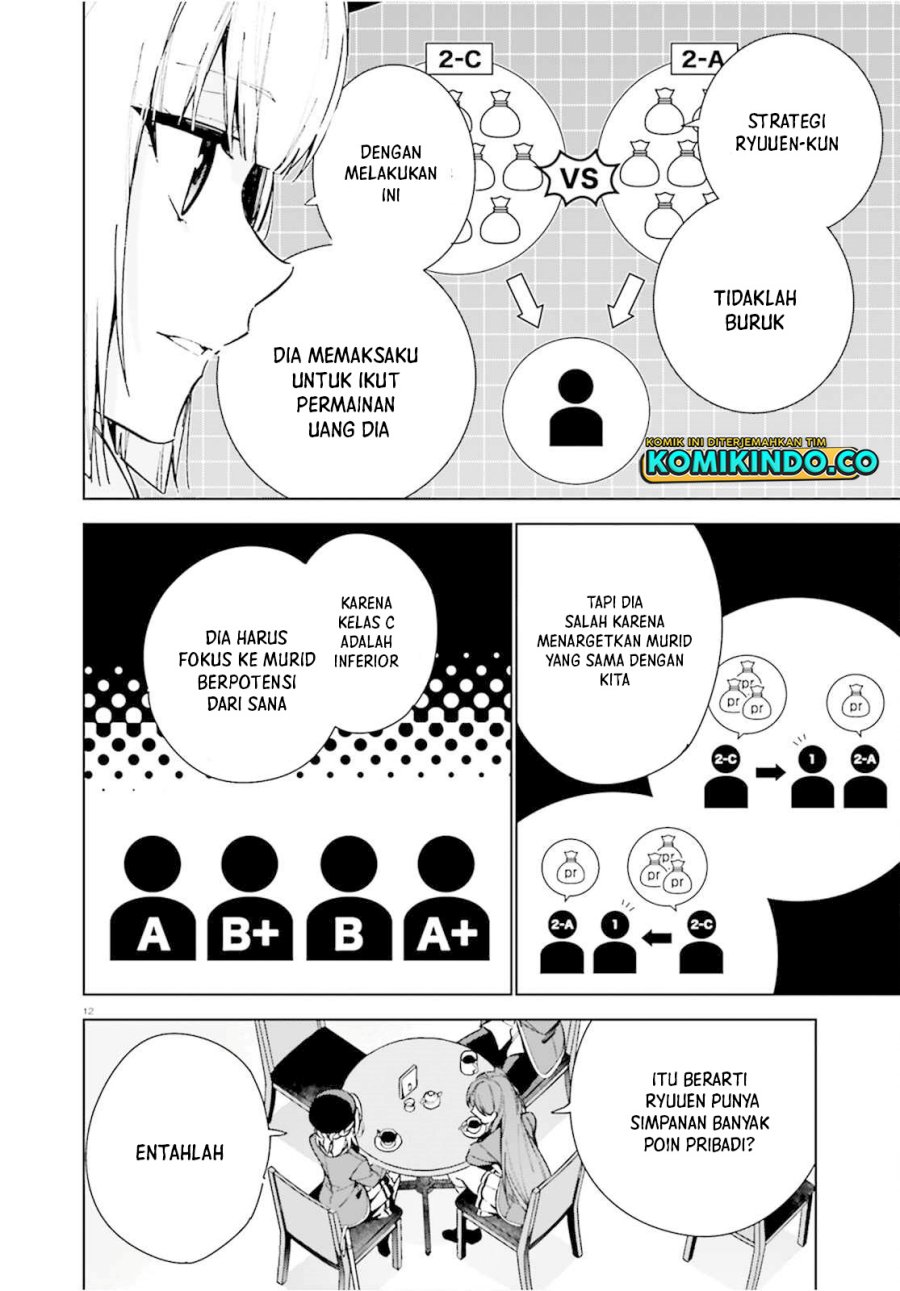 2-C
2-A
VS
STRATEGI
RYUUEN-KUN
TIDAKLAH
BURUK
DENGAN
MELAKUKAN
INI
DIA MEMAKSAKU
UNTUK IKUT
PERMAINAN
UANG DIA
KOMIK INI DITERJEMAHKAN TIM
KOMIKINDO.CO
TAPI DIA
SALAH KARENA
MENARGETKAN MURID
YANG SAMA DENGAN
KITA
pr
pr
pr
pr
2-C
1
2-A
pr
pr
pr
pr
2-A
1
2-C
KARENA
KELAS C
ADALAH
INFERIOR
DIA HARUS
FOKUS KE MURID
BERPOTENSI
DARI SANA
A
B+
B
A+
12
ITU BERARTI
RYUUEN PUNYA
SIMPANAN BANYAK
POIN PRIBADI?
ENTAHLAH